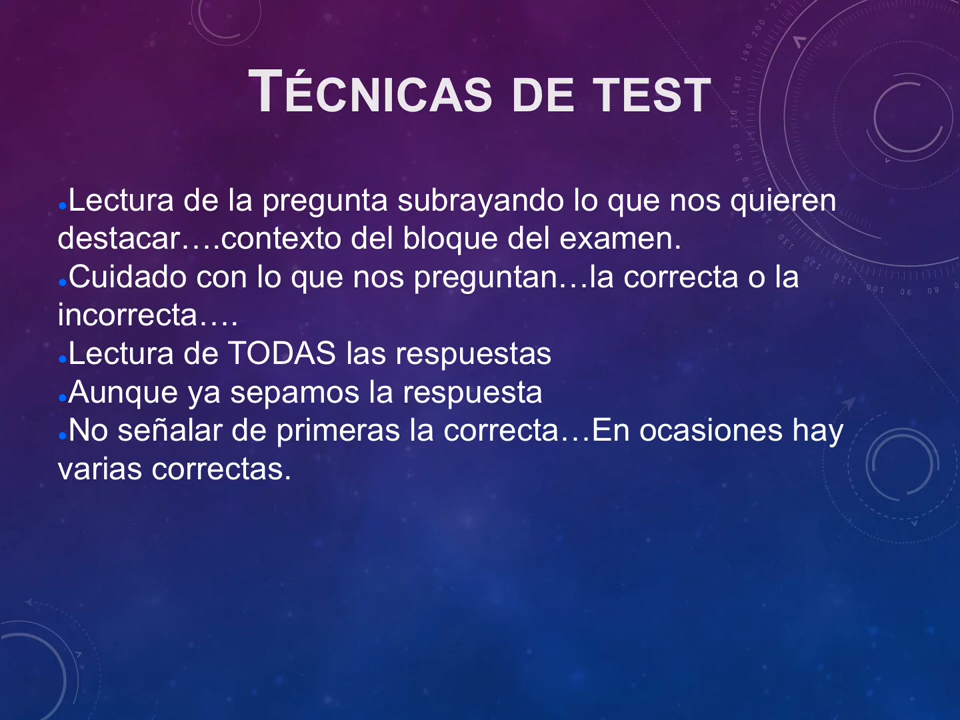 TÉCNICAS DE TEST
●Lectura de la pregunta subrayando lo que nos quieren
destacar….contexto del bloque del examen.
●Cuidado con lo que nos preguntan…la correcta o la
incorrecta….
●Lectura de TODAS las respuestas
●Aunque ya sepamos la respuesta
●No señalar de primeras la correcta…En ocasiones hay
varias correctas.